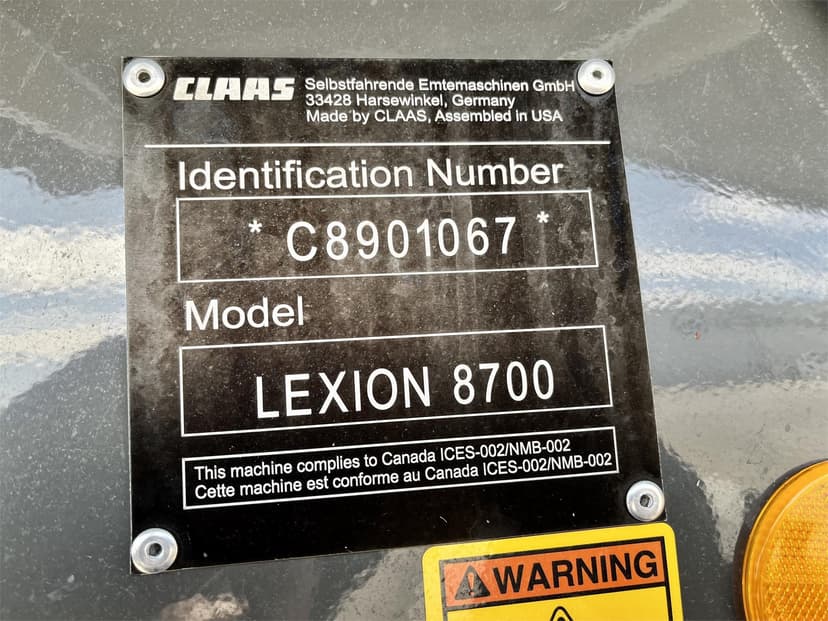 CLAAS
Selbstfahrende Erntemaschinen GmbH
33428 Harsewinkel, Germany
Made by CLAAS, Assembled in USA
Identification Number
* C8901067 *
Model
LEXION 8700
This machine complies to Canada ICES-002/NMB-002
Cette machine est conforme au Canada ICES-002/NMB-002
WARNING